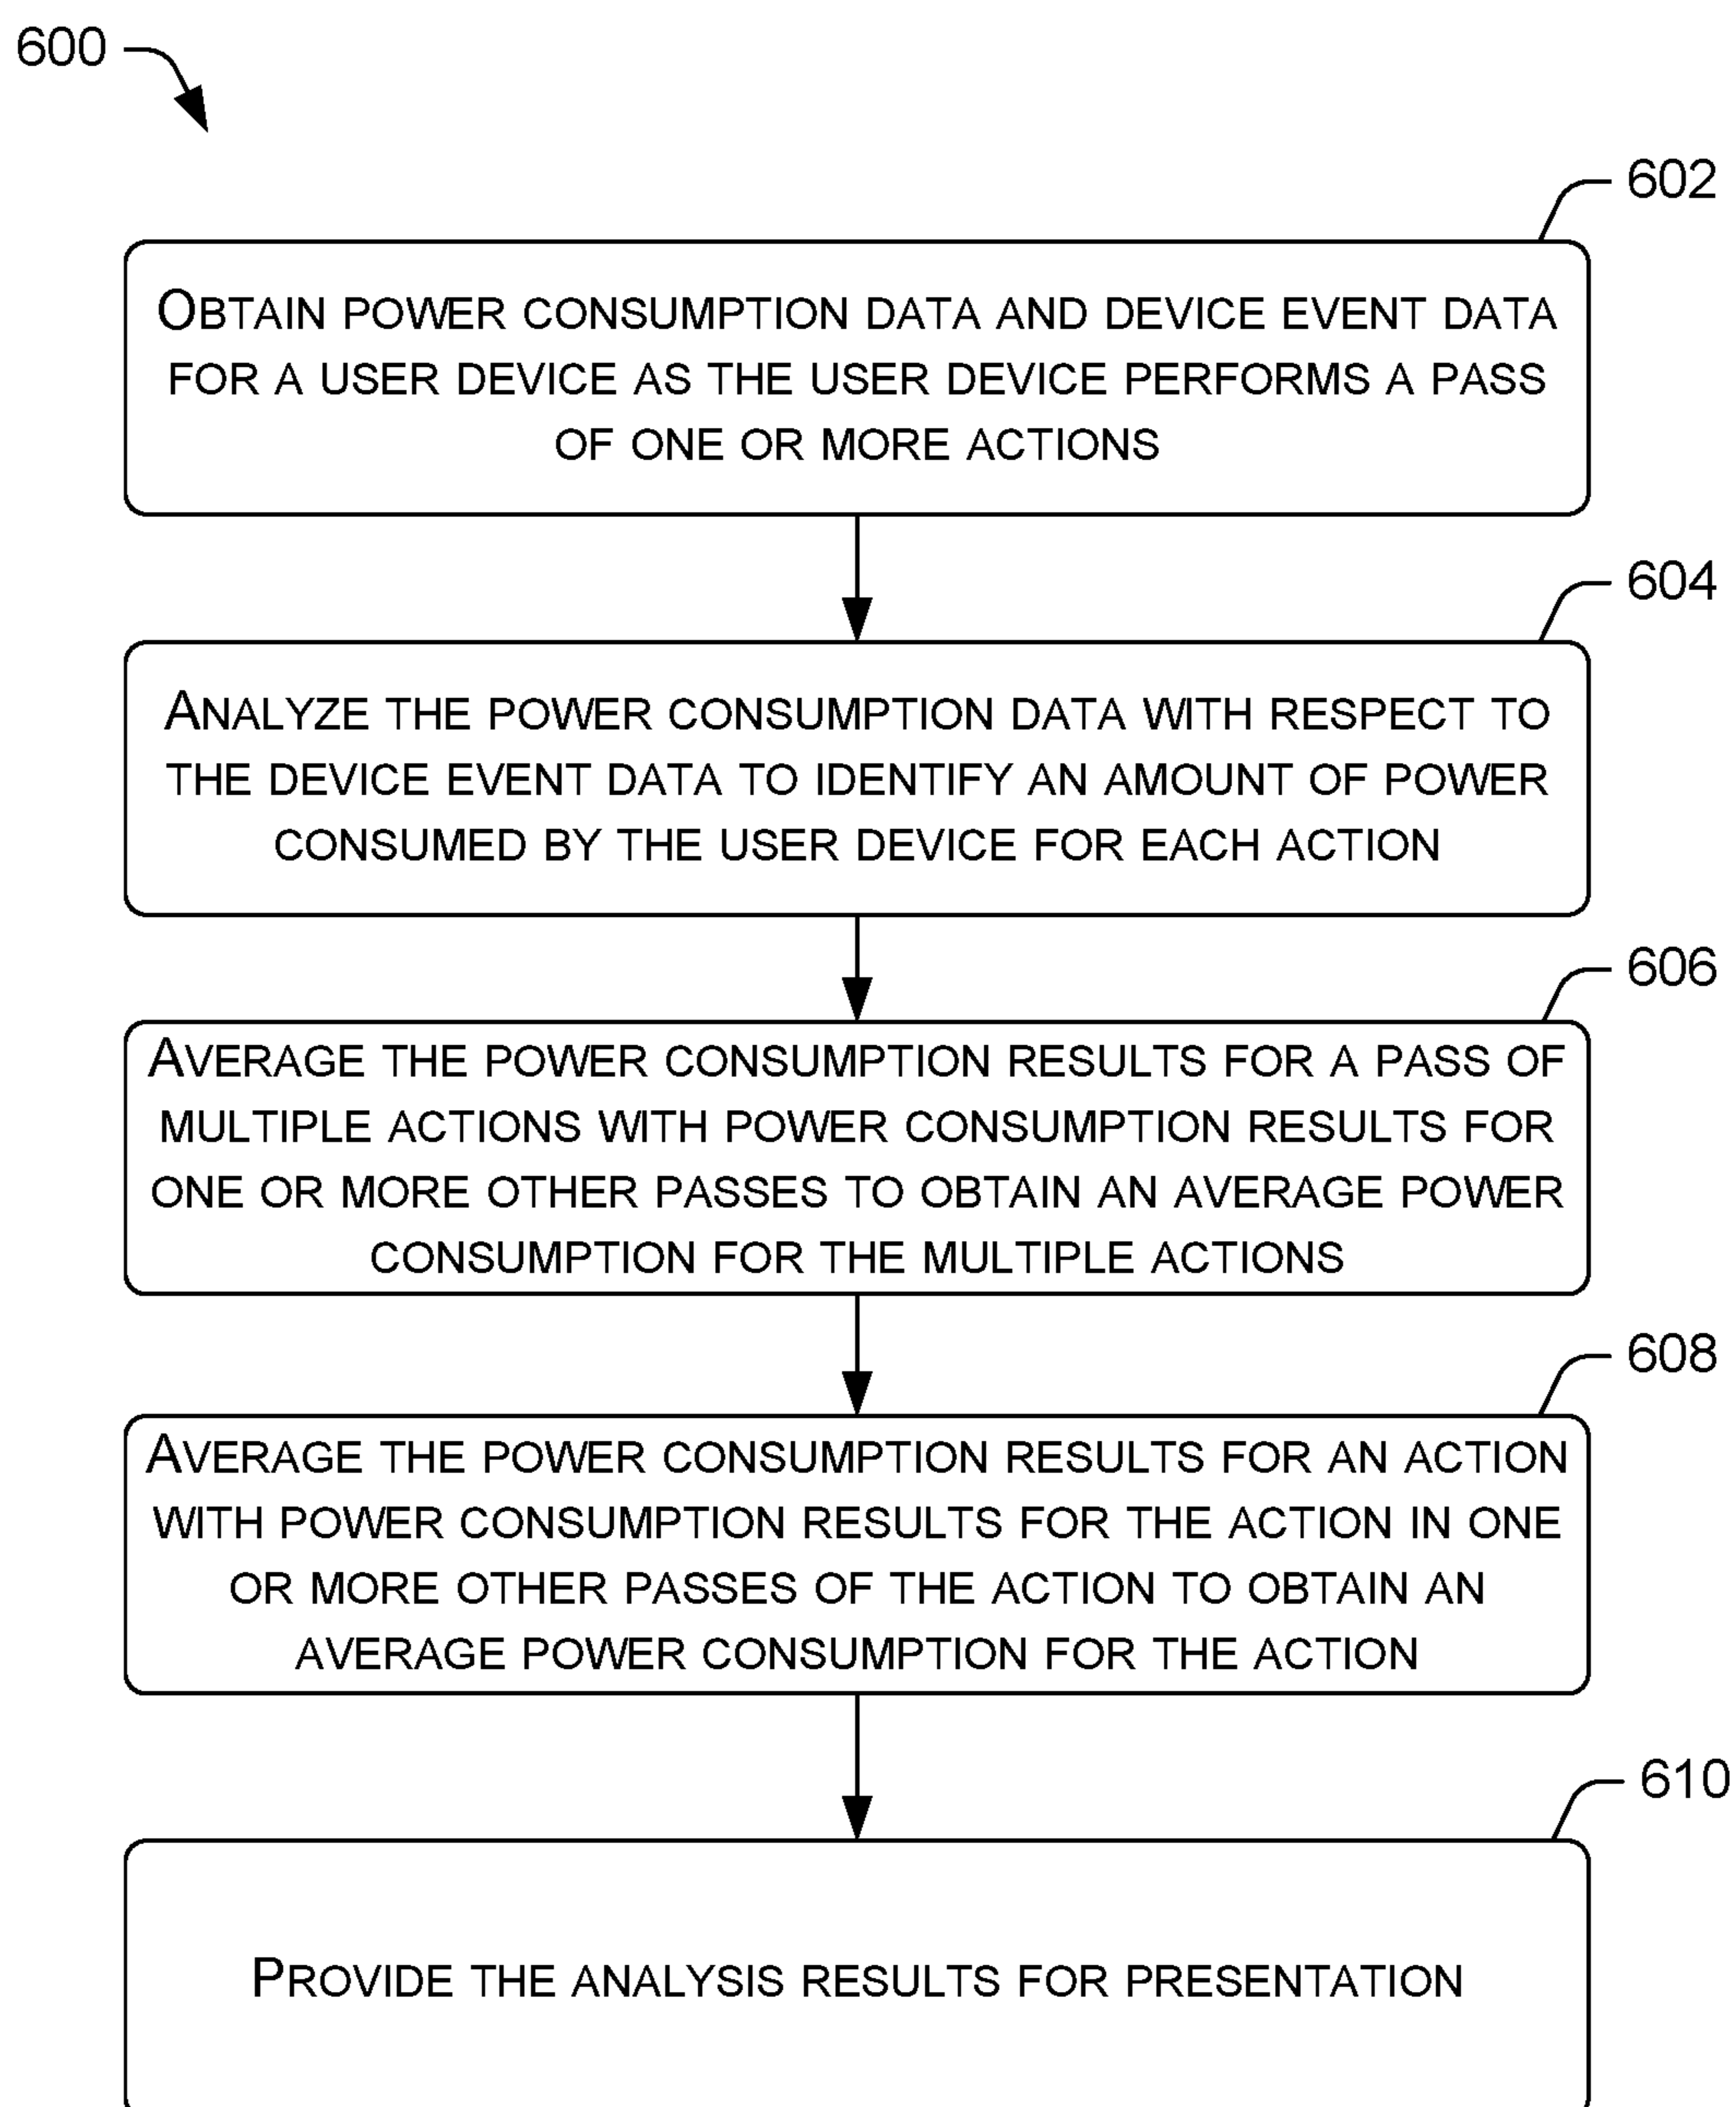 600
602
OBTAIN POWER CONSUMPTION DATA AND DEVICE EVENT DATA
FOR A USER DEVICE AS THE USER DEVICE PERFORMS A PASS
OF ONE OR MORE ACTIONS
604
ANALYZE THE POWER CONSUMPTION DATA WITH RESPECT TO
THE DEVICE EVENT DATA TO IDENTIFY AN AMOUNT OF POWER
CONSUMED BY THE USER DEVICE FOR EACH ACTION
606
AVERAGE THE POWER CONSUMPTION RESULTS FOR A PASS OF
MULTIPLE ACTIONS WITH POWER CONSUMPTION RESULTS FOR
ONE OR MORE OTHER PASSES TO OBTAIN AN AVERAGE POWER
CONSUMPTION FOR THE MULTIPLE ACTIONS
608
AVERAGE THE POWER CONSUMPTION RESULTS FOR AN ACTION
WITH POWER CONSUMPTION RESULTS FOR THE ACTION IN ONE
OR MORE OTHER PASSES OF THE ACTION TO OBTAIN AN
AVERAGE POWER CONSUMPTION FOR THE ACTION
610
PROVIDE THE ANALYSIS RESULTS FOR PRESENTATION